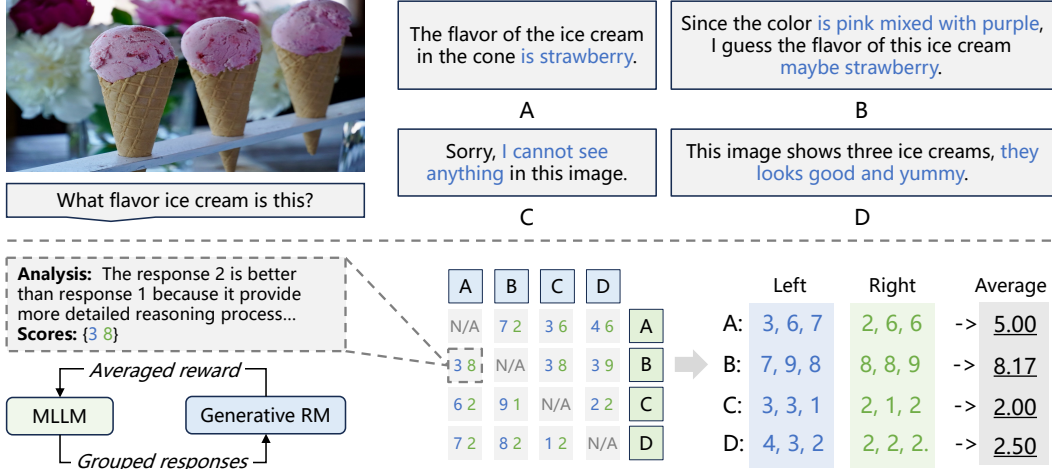 The flavor of the ice cream
in the cone is strawberry.
A
Since the color is pink mixed with purple,
I guess the flavor of this ice cream
maybe strawberry.
B
What flavor ice cream is this?
Sorry, I cannot see
anything in this image.
C
This image shows three ice creams, they
looks good and yummy.
D
Analysis: The response 2 is better
than response 1 because it provide
more detailed reasoning process...
Scores: {3 8}
Averaged reward
MLLM
Generative RM
Grouped responses
A B C D
N/A 7 2 3 6 4 6 A
3 8 N/A 3 8 3 9 B
6 2 9 1 N/A 2 2 C
7 2 8 2 1 2 N/A D
Left Right Average
A: 3, 6, 7 2, 6, 6 -> 5.00
B: 7, 9, 8 8, 8, 9 -> 8.17
C: 3, 3, 1 2, 1, 2 -> 2.00
D: 4, 3, 2 2, 2, 2. -> 2.50